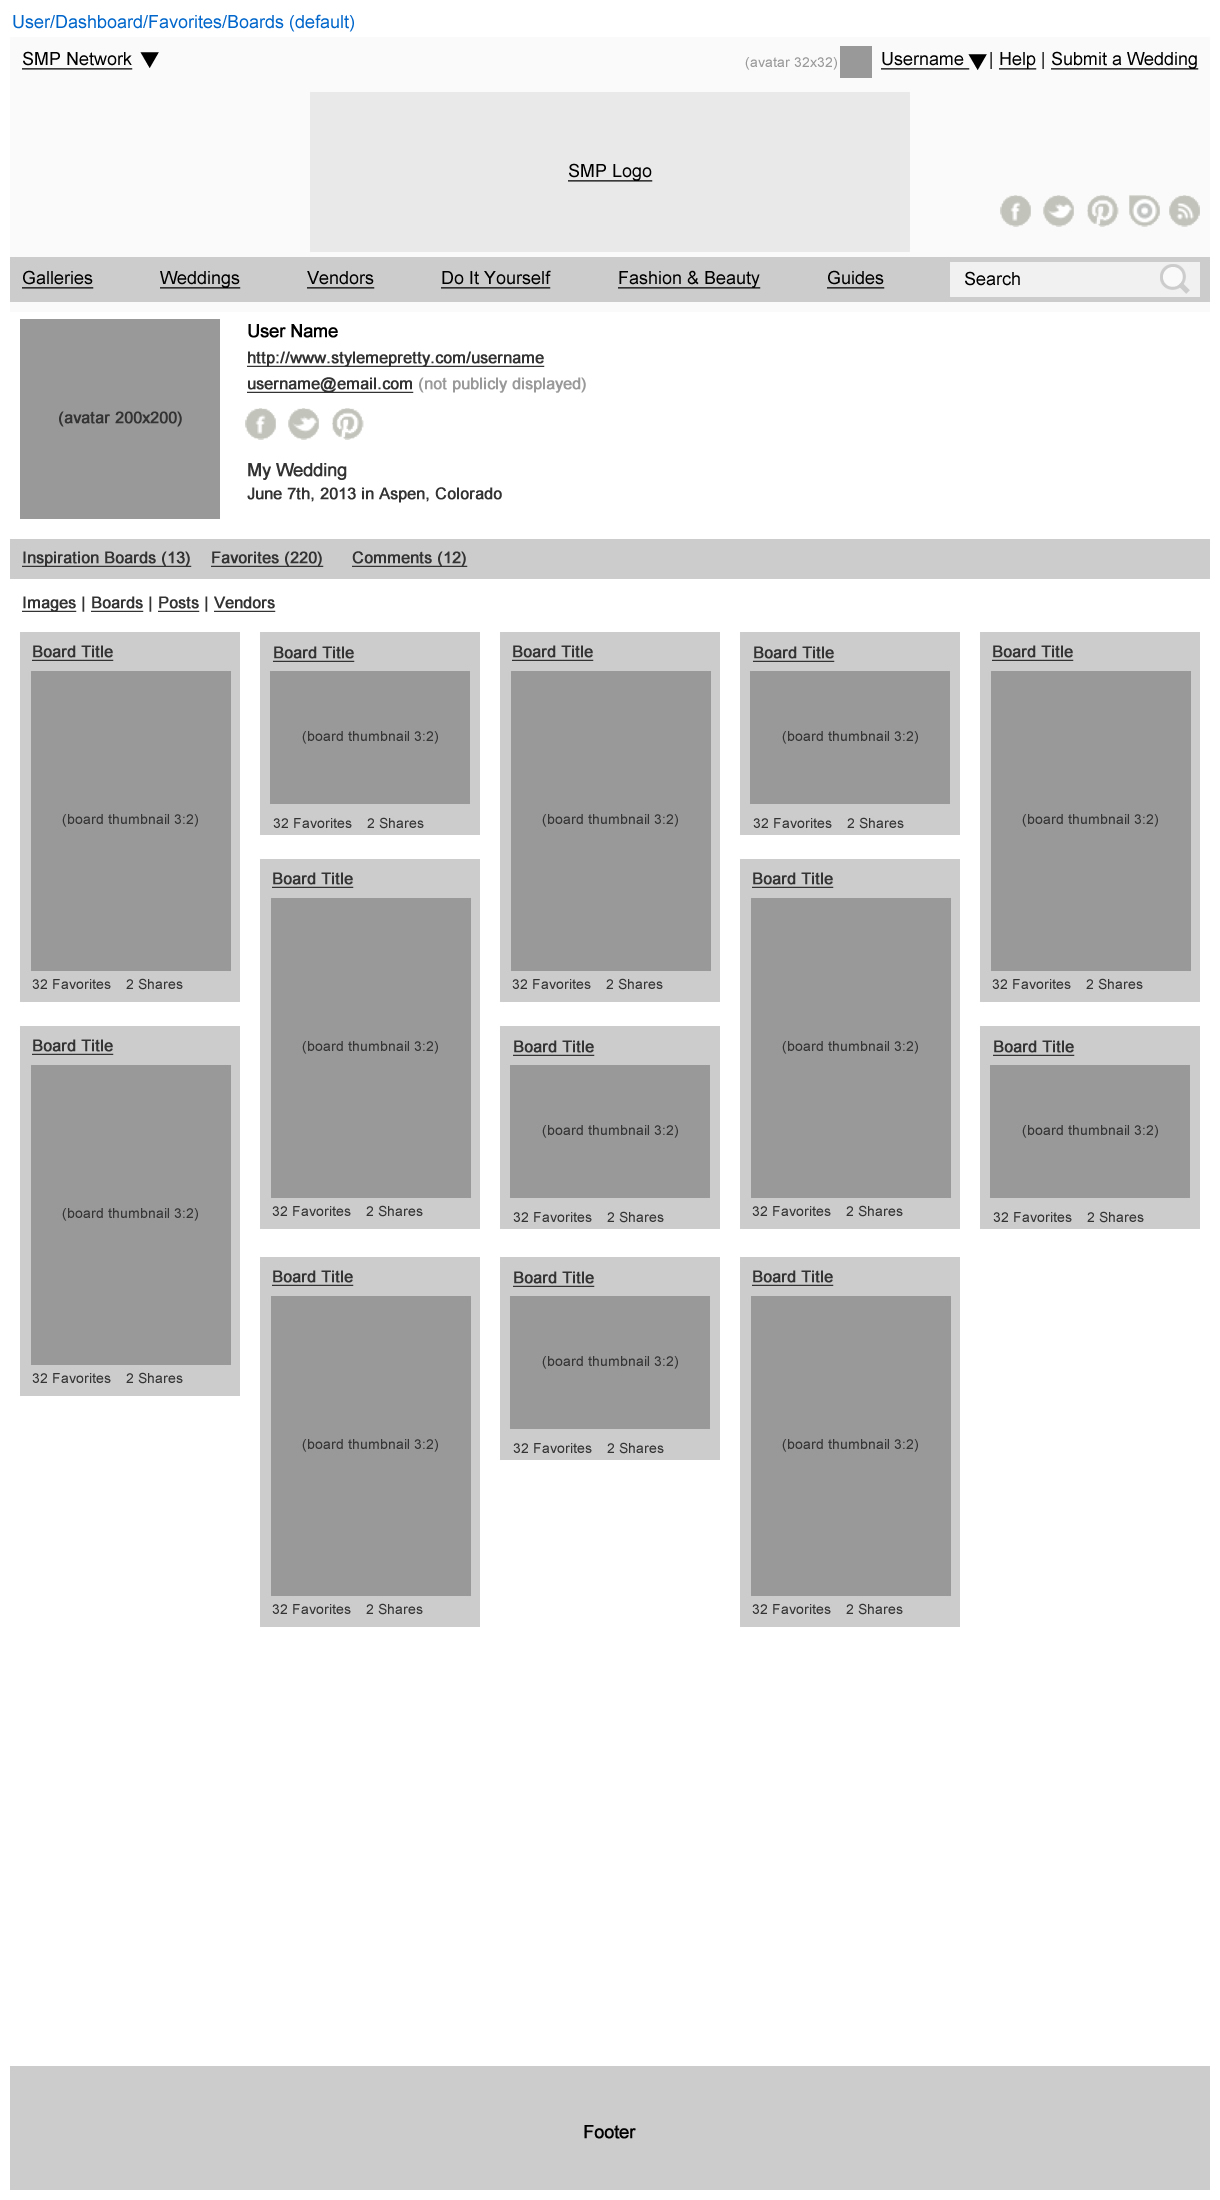 User/Dashboard/Favorites/Boards (default)
SMP Network
(avatar 32x32) Username | Help | Submit a Wedding
SMP Logo
Galleries Weddings Vendors Do It Yourself Fashion & Beauty Guides Search
(avatar 200x200)
User Name
http://www.stylemepretty.com/username
username@email.com (not publicly displayed)
My Wedding
June 7th, 2013 in Aspen, Colorado
Inspiration Boards (13) Favorites (220) Comments (12)
Images | Boards | Posts | Vendors
Board Title Board Title Board Title Board Title Board Title
(board thumbnail 3:2) (board thumbnail 3:2)
(board thumbnail 3:2) (board thumbnail 3:2) (board thumbnail 3:2)
32 Favorites 2 Shares 32 Favorites 2 Shares
Board Title Board Title
32 Favorites 2 Shares 32 Favorites 2 Shares 32 Favorites 2 Shares
(board thumbnail 3:2) (board thumbnail 3:2)
Board Title Board Title Board Title
(board thumbnail 3:2) (board thumbnail 3:2)
(board thumbnail 3:2)
32 Favorites 2 Shares 32 Favorites 2 Shares
32 Favorites 2 Shares 32 Favorites 2 Shares
Board Title Board Title Board Title
(board thumbnail 3:2)
32 Favorites 2 Shares
(board thumbnail 3:2) (board thumbnail 3:2)
32 Favorites 2 Shares
32 Favorites 2 Shares 32 Favorites 2 Shares
Footer